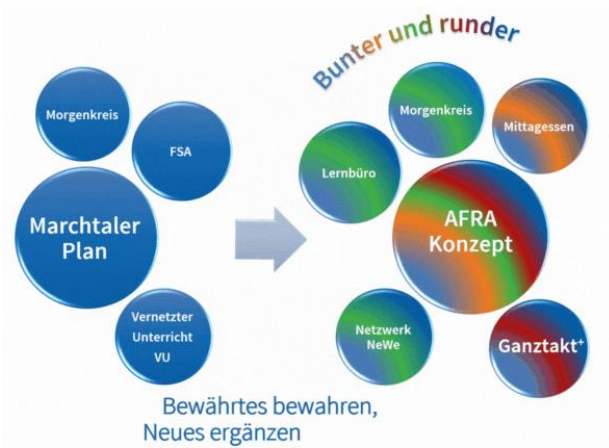 Bunter und runder
Morgenkreis
FSA
Marchtaler
Plan
Vernetzter
Unterricht
VU
Morgenkreis
Mittagessen
Lernbüro
AFRA
Konzept
Netzwerk
NeWe
Ganztakt⁺
Bewährtes bewahren,
Neues ergänzen